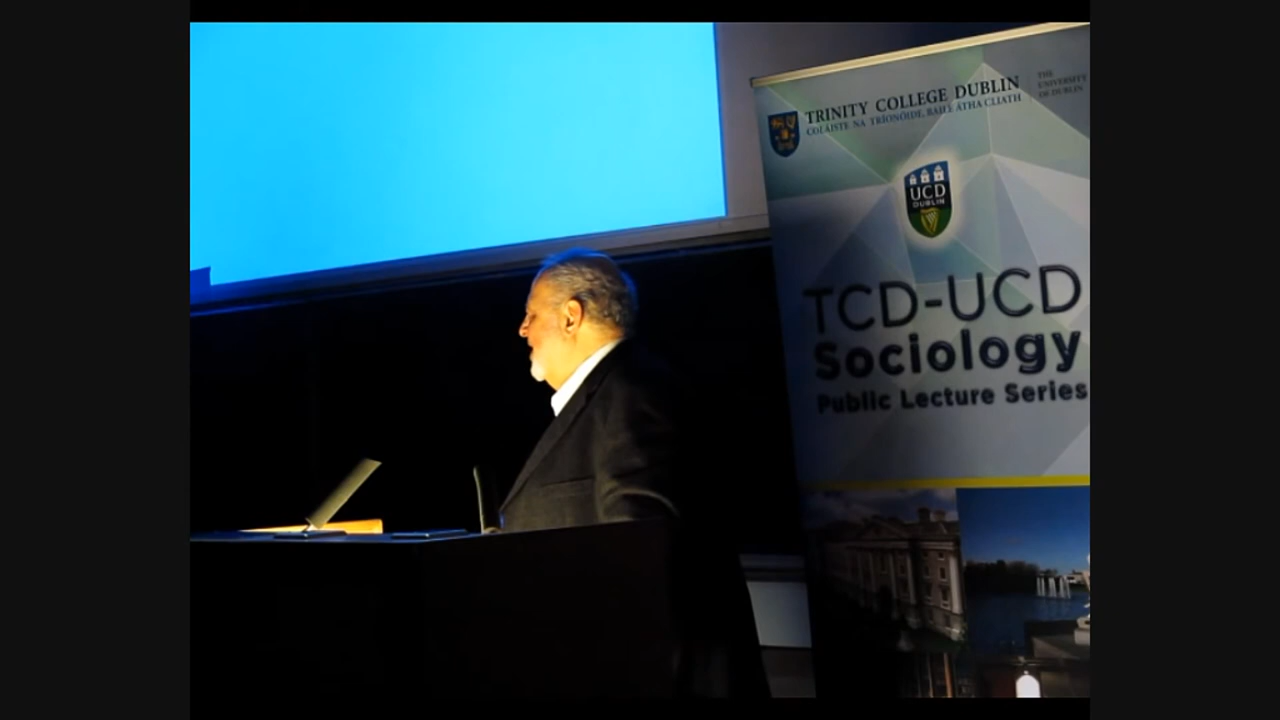 TRINITY COLLEGE DUBLIN
COLÁISTE NA TRÍONÓIDE, BAILE ÁTHA CLIATH
THE
UNIVERSITY
OF DUBLIN
UCD
DUBLIN
TCD-UCD
Sociology
Public Lecture Series